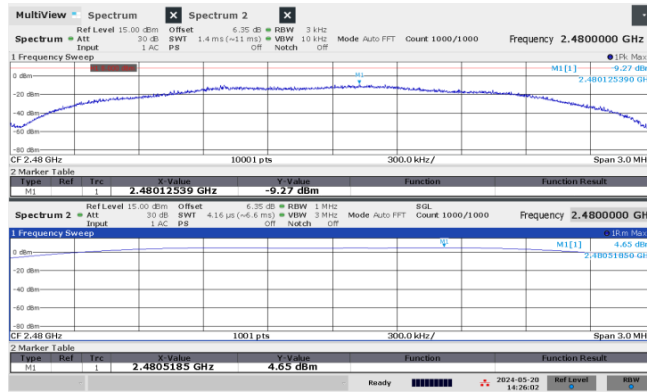 MultiView Spectrum X Spectrum 2 X
Ref Level 15.00 dBm Offset 6.35 dB RBW 3 kHz
Spectrum Att 30 dB SWT 1.4 ms (~11 ms) VBW 10 kHz Mode Auto FFT Count 1000/1000 Frequency 2.4800000 GHz
Input 1 AC PS Off Notch Off
1 Frequency Sweep 1Pk Max
M1[1] -9.27 dBm
2.480125390 GHz
0 dBm
M1
-20 dBm
-40 dBm
-60 dBm
-80 dBm
CF 2.48 GHz 10001 pts 300.0 kHz/ Span 3.0 MHz
2 Marker Table
Type Ref Trc X-Value Y-Value Function Function Result
M1 1 2.48012539 GHz -9.27 dBm
Ref Level 15.00 dBm Offset 6.35 dB RBW 1 MHz SGL
Spectrum 2 Att 30 dB SWT 4.16 µs (~6.6 ms) VBW 3 MHz Mode Auto FFT Count 1000/1000 Frequency 2.4800000 GHz
Input 1 AC PS Off Notch Off
1 Frequency Sweep 1Rm Max
M1[1] 4.65 dBm
2.48051850 GHz
M1
0 dBm
-20 dBm
-40 dBm
-60 dBm
-80 dBm
CF 2.48 GHz 1001 pts 300.0 kHz/ Span 3.0 MHz
2 Marker Table
Type Ref Trc X-Value Y-Value Function Function Result
M1 1 2.4805185 GHz 4.65 dBm
Ready 2024-05-20 Ref Level RBW
14:26:02